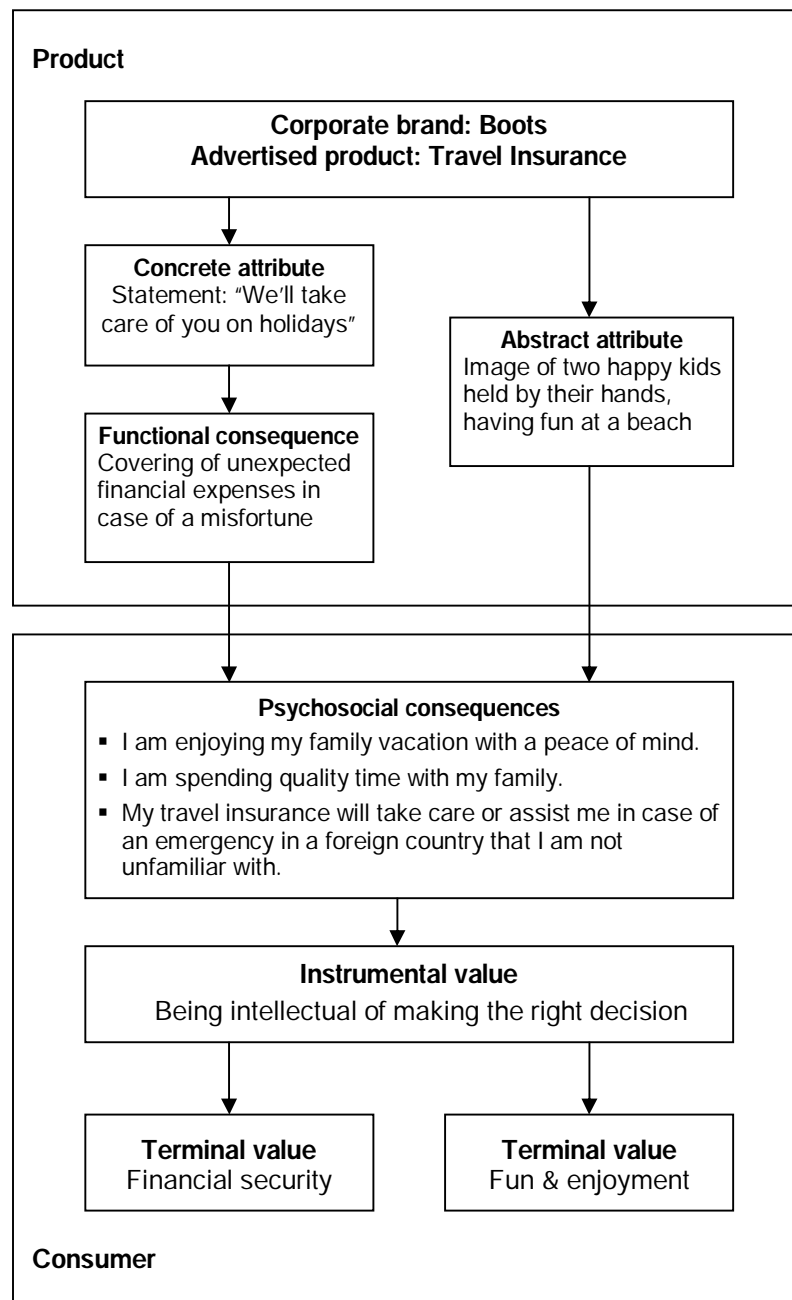 Product
Corporate brand: Boots
Advertised product: Travel Insurance
Concrete attribute
Statement: “We’ll take
care of you on holidays”
Abstract attribute
Image of two happy kids
held by their hands,
having fun at a beach
Functional consequence
Covering of unexpected
financial expenses in
case of a misfortune
Psychosocial consequences
▪ I am enjoying my family vacation with a peace of mind.
▪ I am spending quality time with my family.
▪ My travel insurance will take care or assist me in case of
an emergency in a foreign country that I am not
unfamiliar with.
Instrumental value
Being intellectual of making the right decision
Terminal value
Financial security
Terminal value
Fun & enjoyment
Consumer